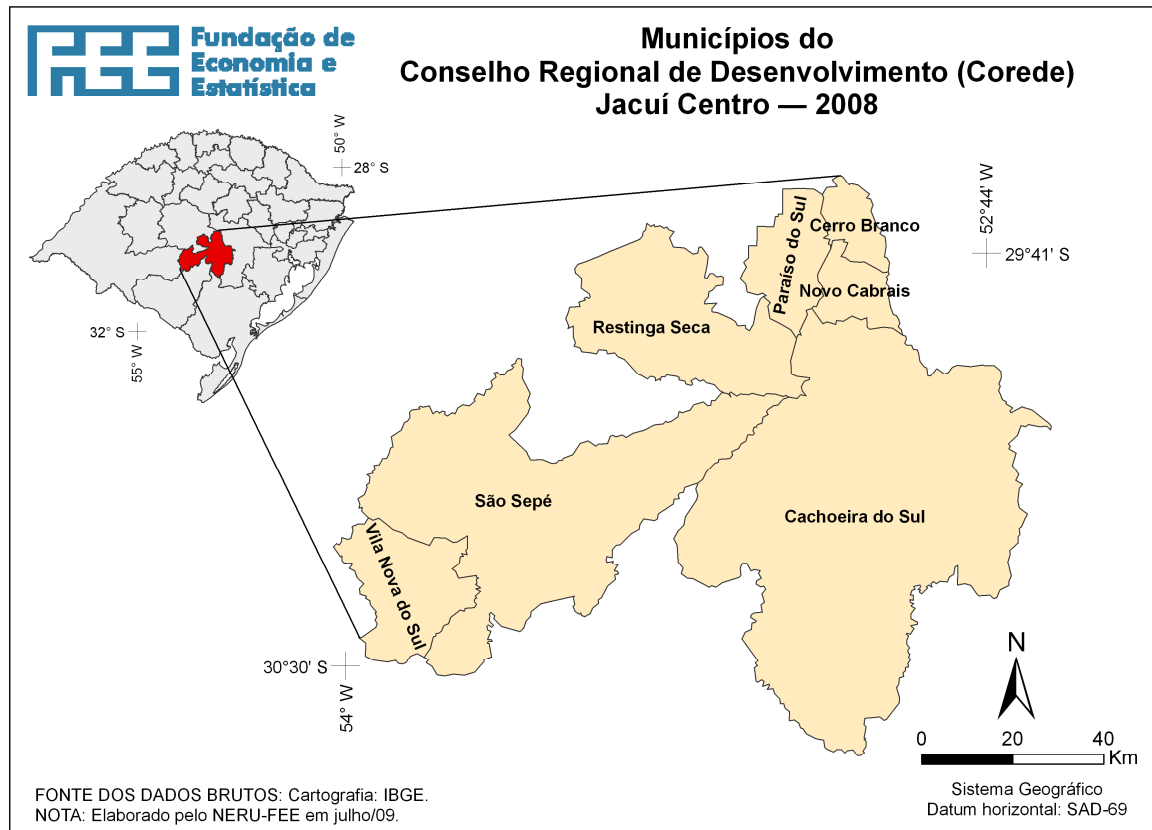 FEE
Fundação de
Economia e
Estatística
Municípios do
Conselho Regional de Desenvolvimento (Corede)
Jacuí Centro — 2008
50° W
28° S
32° S
55° W
52°44' W
29°41' S
Cerro Branco
Paraíso do Sul
Novo Cabrais
Restinga Seca
São Sepé
Cachoeira do Sul
Vila Nova do Sul
30°30' S
54° W
N
0 20 40
Km
Sistema Geográfico
Datum horizontal: SAD-69
FONTE DOS DADOS BRUTOS: Cartografia: IBGE.
NOTA: Elaborado pelo NERU-FEE em julho/09.